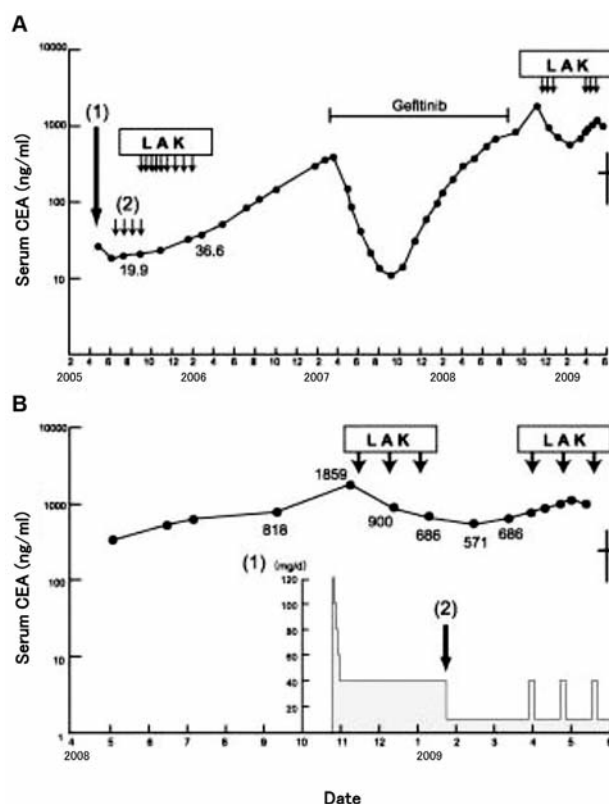 A
10000
1000
100
10
Serum CEA (ng/ml)
(1)
LAK
(2)
19.9
36.6
Gefitinib
LAK
2 4 6 8 10 12 2 4 6 8 10 12 2 4 6 8 10 12 2 4 6 8 10 12 2 4 6
2005 2006 2007 2008 2009
B
10000
1000
100
10
1
Serum CEA (ng/ml)
LAK
LAK
1859
818
900
686
571
686
(1) (mg/d)
120
100
80
60
40
20
(2)
4 5 6 7 8 9 10 11 12 1 2 3 4 5 6
2008 2009
Date